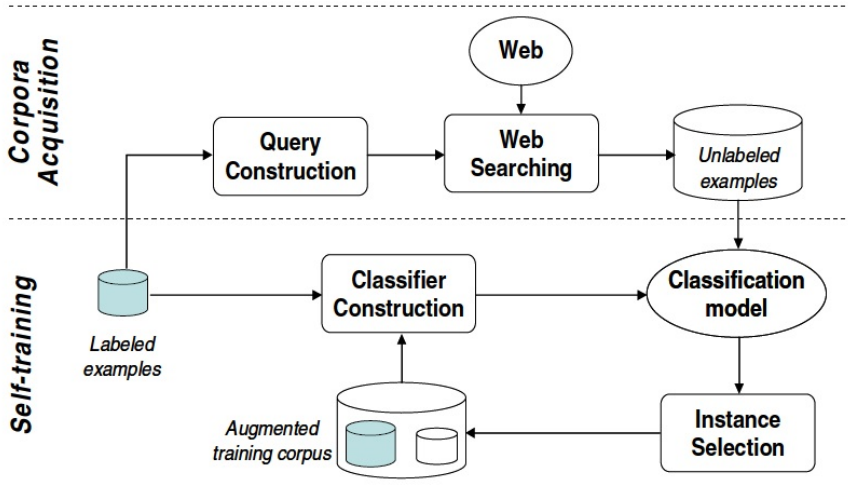 Corpora
Acquisition
Web
Query
Construction
Web
Searching
Unlabeled
examples
Self-training
Labeled
examples
Classifier
Construction
Classification
model
Augmented
training corpus
Instance
Selection